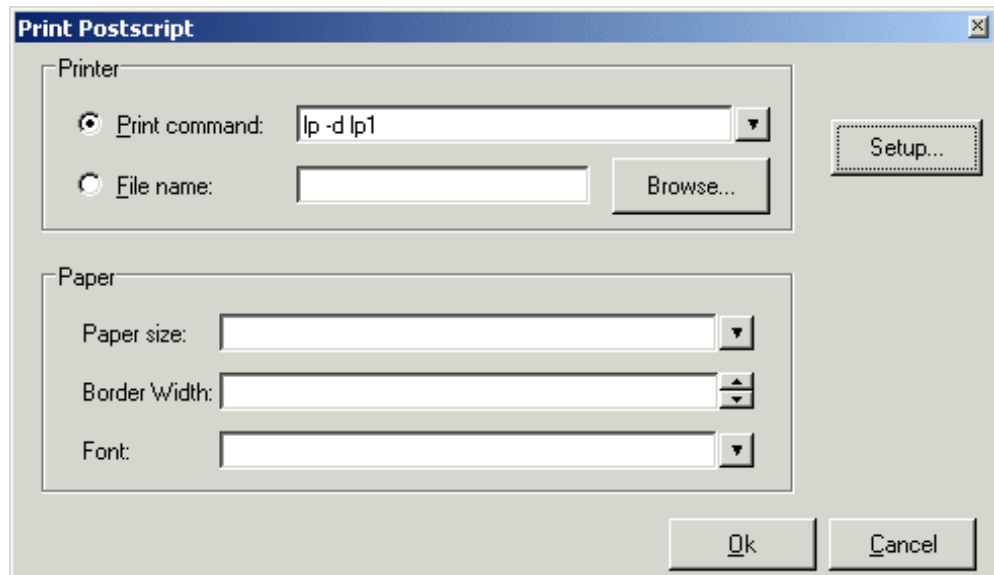 Print Postscript
Printer
Print command: lp -d lp1
Setup...
File name: Browse...
Paper
Paper size:
Border Width:
Font:
Ok Cancel